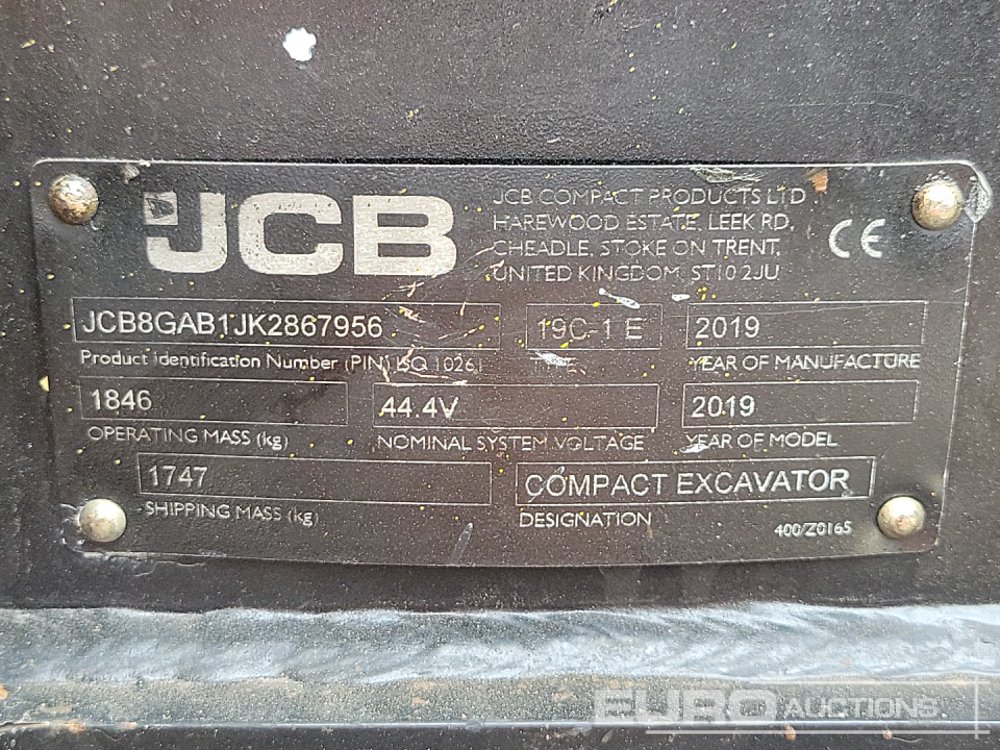 JCB
JCB COMPACT PRODUCTS LTD
HAREWOOD ESTATE, LEEK RD,
CHEADLE, STOKE ON TRENT,
UNITED KINGDOM, ST10 2JU
CE
JCB8GAB1JK2867956
19C-1 E
2019
Product Identification Number (PIN) ISO 10261
TYPE
YEAR OF MANUFACTURE
1846
44.4V
2019
OPERATING MASS (kg)
NOMINAL SYSTEM VOLTAGE
YEAR OF MODEL
1747
COMPACT EXCAVATOR
SHIPPING MASS (kg)
DESIGNATION
400/Z0165
EURO AUCTIONS